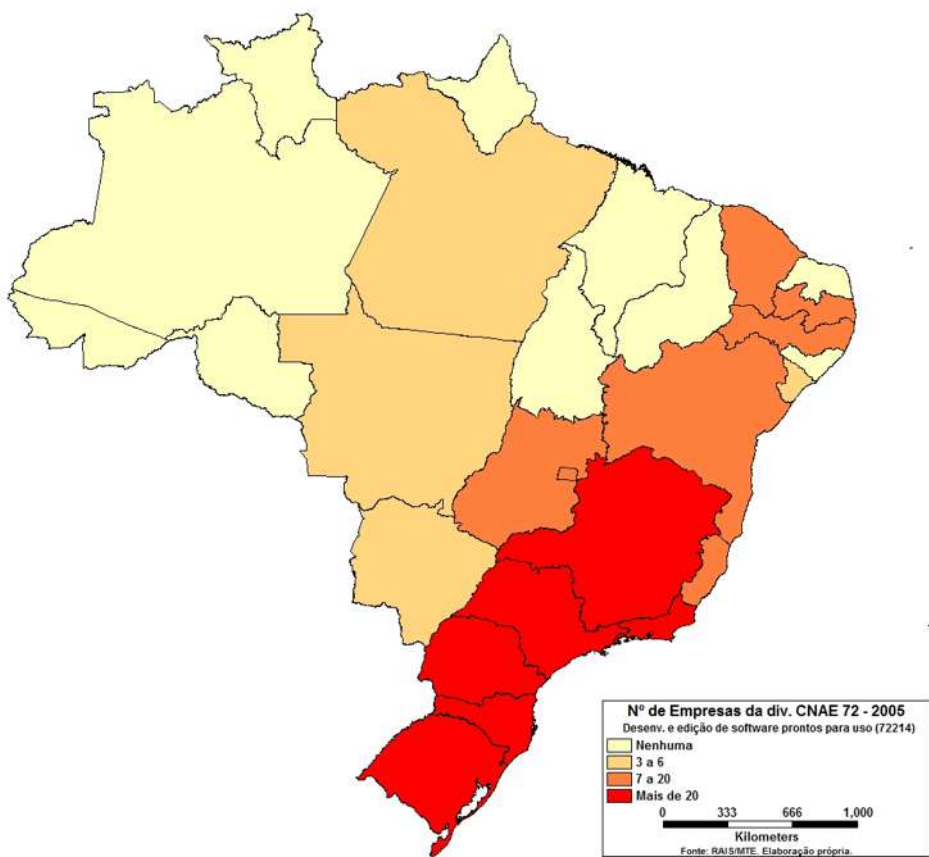 Nº de Empresas da div. CNAE 72 - 2005
Desenv. e edição de software prontos para uso (72214)
Nenhuma
3 a 6
7 a 20
Mais de 20
0 333 666 1,000
Kilometers
Fonte: RAIS/MTE. Elaboração própria.